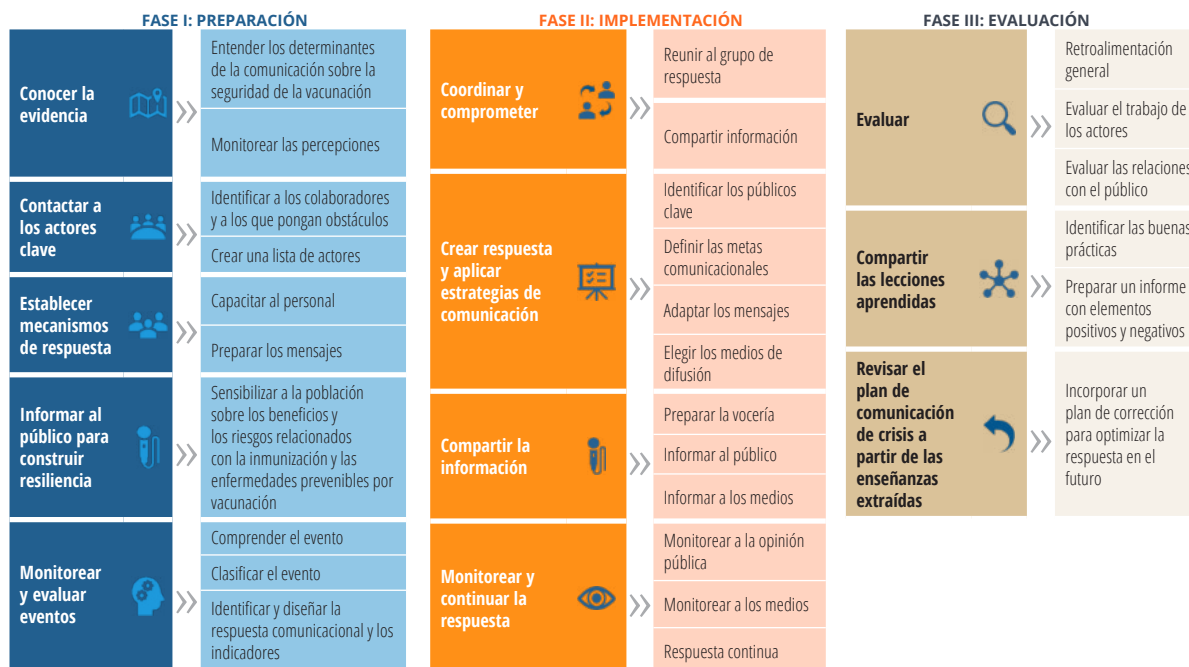 FASE I: PREPARACIÓN
Conocer la
evidencia
Entender los determinantes
de la comunicación sobre la
seguridad de la vacunación
Monitorear las percepciones
Contactar a
los actores
clave
Identificar a los colaboradores
y a los que pongan obstáculos
Crear una lista de actores
Establecer
mecanismos
de respuesta
Capacitar al personal
Preparar los mensajes
Informar al
público para
construir
resiliencia
Sensibilizar a la población
sobre los beneficios y
los riesgos relacionados
con la inmunización y las
enfermedades prevenibles por
vacunación
Monitorear
y evaluar
eventos
Comprender el evento
Clasificar el evento
Identificar y diseñar la
respuesta comunicacional y los
indicadores
FASE II: IMPLEMENTACIÓN
Coordinar y
comprometer
Reunir al grupo de
respuesta
Compartir información
Crear respuesta
y aplicar
estrategias de
comunicación
Identificar los públicos
clave
Definir las metas
comunicacionales
Adaptar los mensajes
Elegir los medios de
difusión
Compartir la
información
Preparar la vocería
Informar al público
Informar a los medios
Monitorear y
continuar la
respuesta
Monitorear a la opinión
pública
Monitorear a los medios
Respuesta continua
FASE III: EVALUACIÓN
Evaluar
Retroalimentación
general
Evaluar el trabajo de
los actores
Evaluar las relaciones
con el público
Compartir
las lecciones
aprendidas
Identificar las buenas
prácticas
Preparar un informe
con elementos
positivos y negativos
Revisar el
plan de
comunicación
de crisis a
partir de las
enseñanzas
extraídas
Incorporar un
plan de corrección
para optimizar la
respuesta en el
futuro